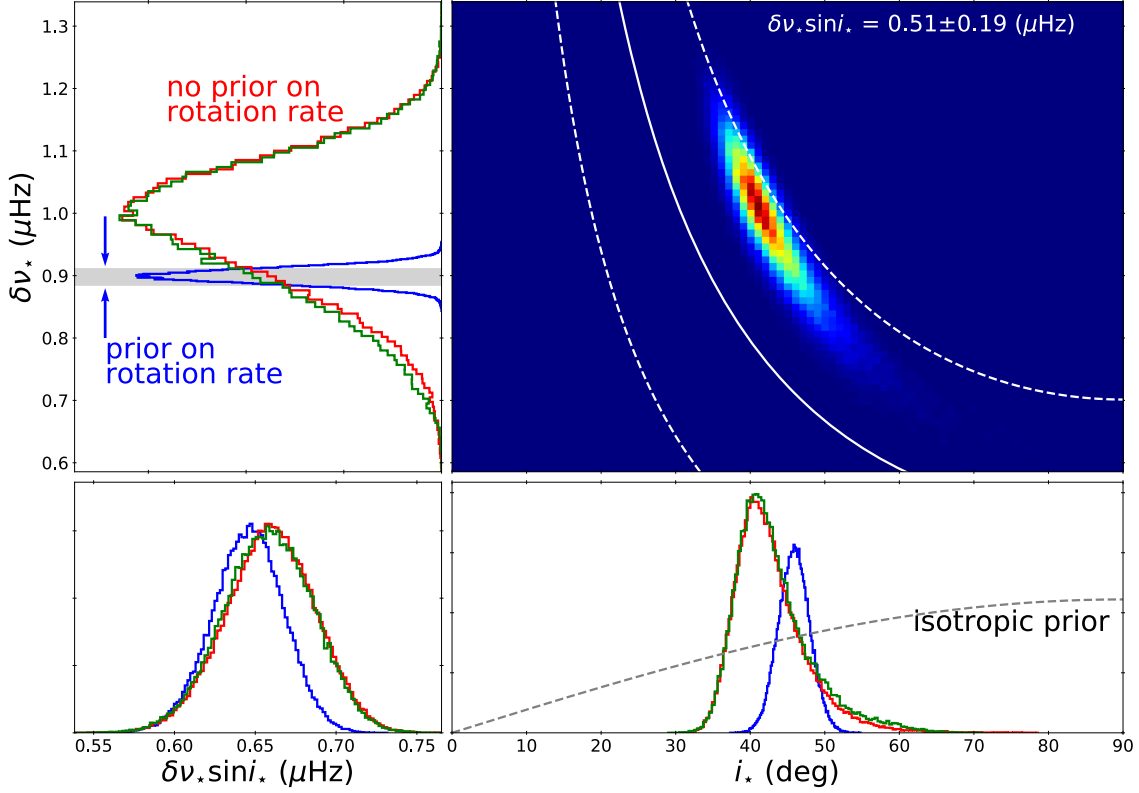 1.3
1.2
1.1
1.0
0.9
0.8
0.7
0.6
δν⋆ (μHz)
no prior on
rotation rate
prior on
rotation rate
δν⋆sini⋆ = 0.51±0.19 (μHz)
isotropic prior
0.55 0.60 0.65 0.70 0.75
δν⋆sini⋆ (μHz)
0 10 20 30 40 50 60 70 80 90
i⋆ (deg)